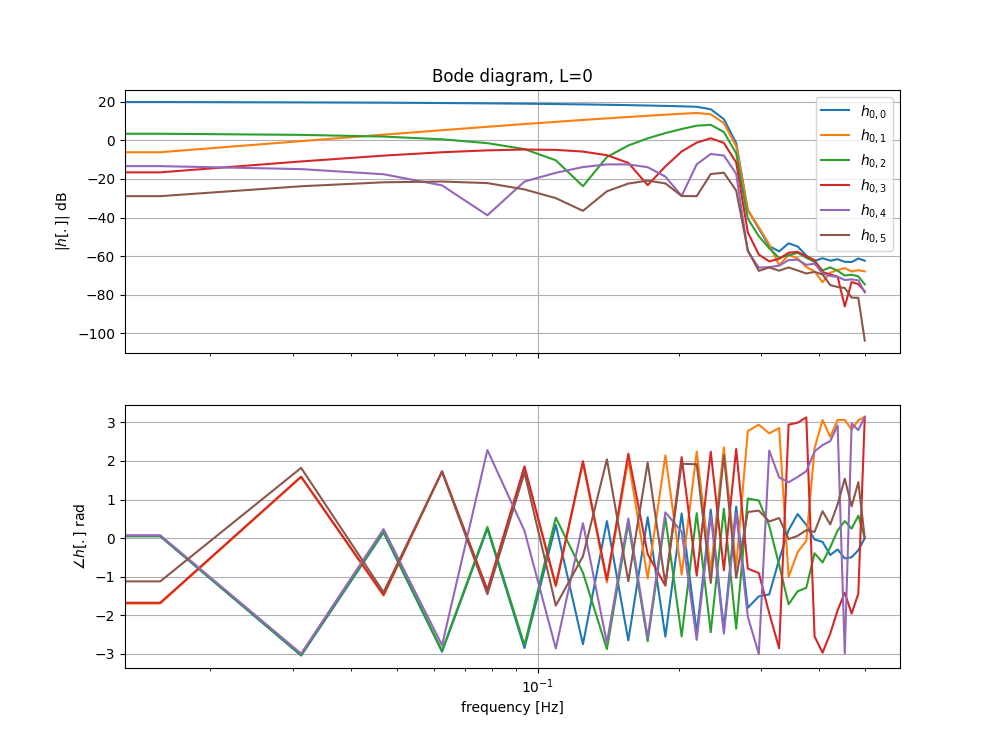 Bode diagram, L=0
20
0
−20
−40
−60
−80
−100
|h[.]| dB
h0,0
h0,1
h0,2
h0,3
h0,4
h0,5
3
2
1
0
−1
−2
−3
∠h[.] rad
10−1
frequency [Hz]